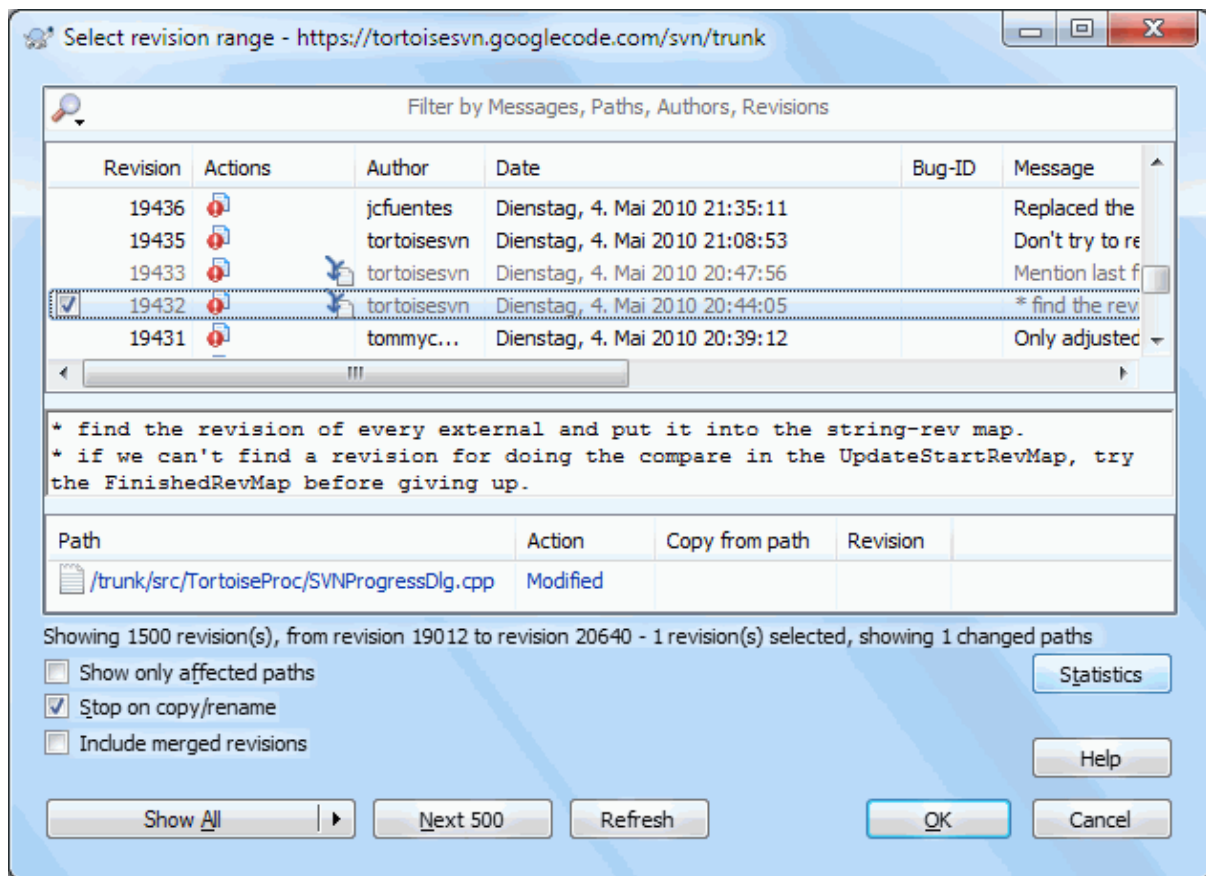 Select revision range - https://tortoisesvn.googlecode.com/svn/trunk
Filter by Messages, Paths, Authors, Revisions
Revision Actions Author Date Bug-ID Message
19436 jcfuentes Dienstag, 4. Mai 2010 21:35:11 Replaced the
19435 tortoisesvn Dienstag, 4. Mai 2010 21:08:53 Don't try to re
19433 tortoisesvn Dienstag, 4. Mai 2010 20:47:56 Mention last f
19432 tortoisesvn Dienstag, 4. Mai 2010 20:44:05 * find the rev
19431 tommyc... Dienstag, 4. Mai 2010 20:39:12 Only adjusted
* find the revision of every external and put it into the string-rev map.
* if we can't find a revision for doing the compare in the UpdateStartRevMap, try
the FinishedRevMap before giving up.
Path Action Copy from path Revision
/trunk/src/TortoiseProc/SVNProgressDlg.cpp Modified
Showing 1500 revision(s), from revision 19012 to revision 20640 - 1 revision(s) selected, showing 1 changed paths
Show only affected paths
Statistics
Stop on copy/rename
Include merged revisions
Help
Show All Next 500 Refresh OK Cancel